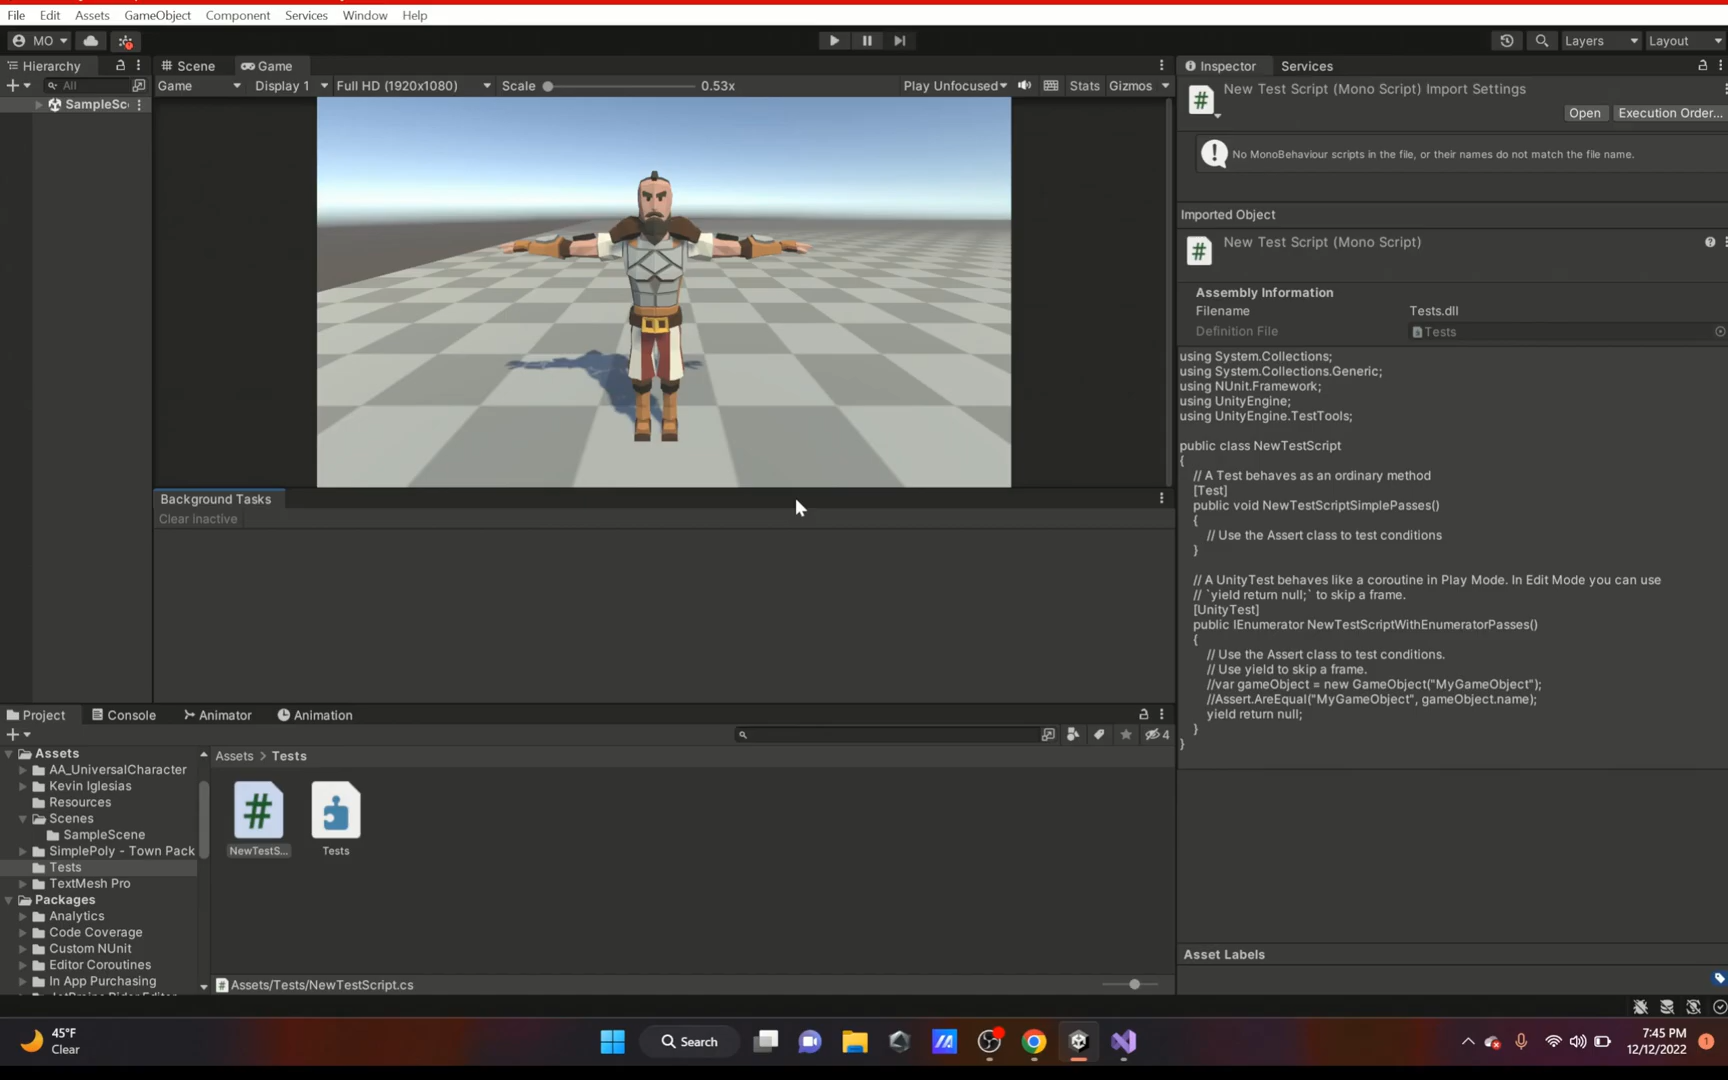 File Edit Assets GameObject Component Services Window Help
MO Layers Layout
Hierarchy Scene Game Inspector Services
All Game Display 1 Full HD (1920x1080) Scale 0.53x Play Unfocused Stats Gizmos
SampleSc
New Test Script (Mono Script) Import Settings
Open Execution Order...
No MonoBehaviour scripts in the file, or their names do not match the file name.
Imported Object
New Test Script (Mono Script)
Assembly Information
Filename Tests.dll
Definition File Tests
using System.Collections;
using System.Collections.Generic;
using NUnit.Framework;
using UnityEngine;
using UnityEngine.TestTools;
public class NewTestScript
{
// A Test behaves as an ordinary method
[Test]
public void NewTestScriptSimplePasses()
{
// Use the Assert class to test conditions
}
// A UnityTest behaves like a coroutine in Play Mode. In Edit Mode you can use
// `yield return null;` to skip a frame.
[UnityTest]
public IEnumerator NewTestScriptWithEnumeratorPasses()
{
// Use the Assert class to test conditions.
// Use yield to skip a frame.
//var gameObject = new GameObject("MyGameObject");
//Assert.AreEqual("MyGameObject", gameObject.name);
yield return null;
}
}
Asset Labels
Background Tasks
Clear Inactive
Project Console Animator Animation
4
Assets
AA_UniversalCharacter
Kevin Iglesias
Resources
Scenes
SampleScene
SimplePoly - Town Pack
Tests
TextMesh Pro
Packages
Analytics
Code Coverage
Custom NUnit
Editor Coroutines
In App Purchasing
Assets > Tests
NewTestS... Tests
Assets/Tests/NewTestScript.cs
45°F
Clear
Search
7:45 PM
12/12/2022
1